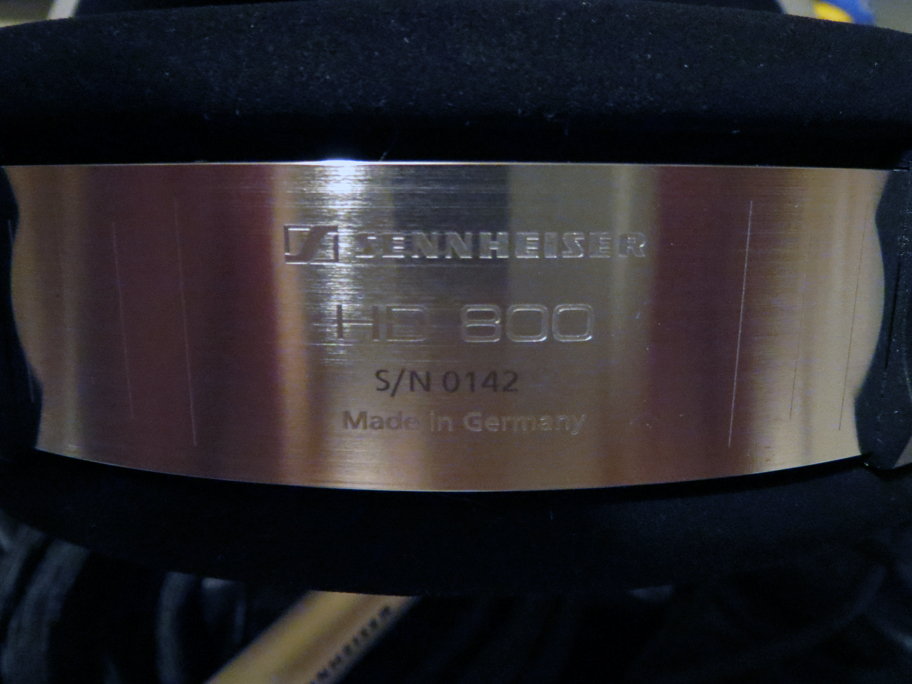 SENNHEISER
HD 800
S/N 0142
Made in Germany